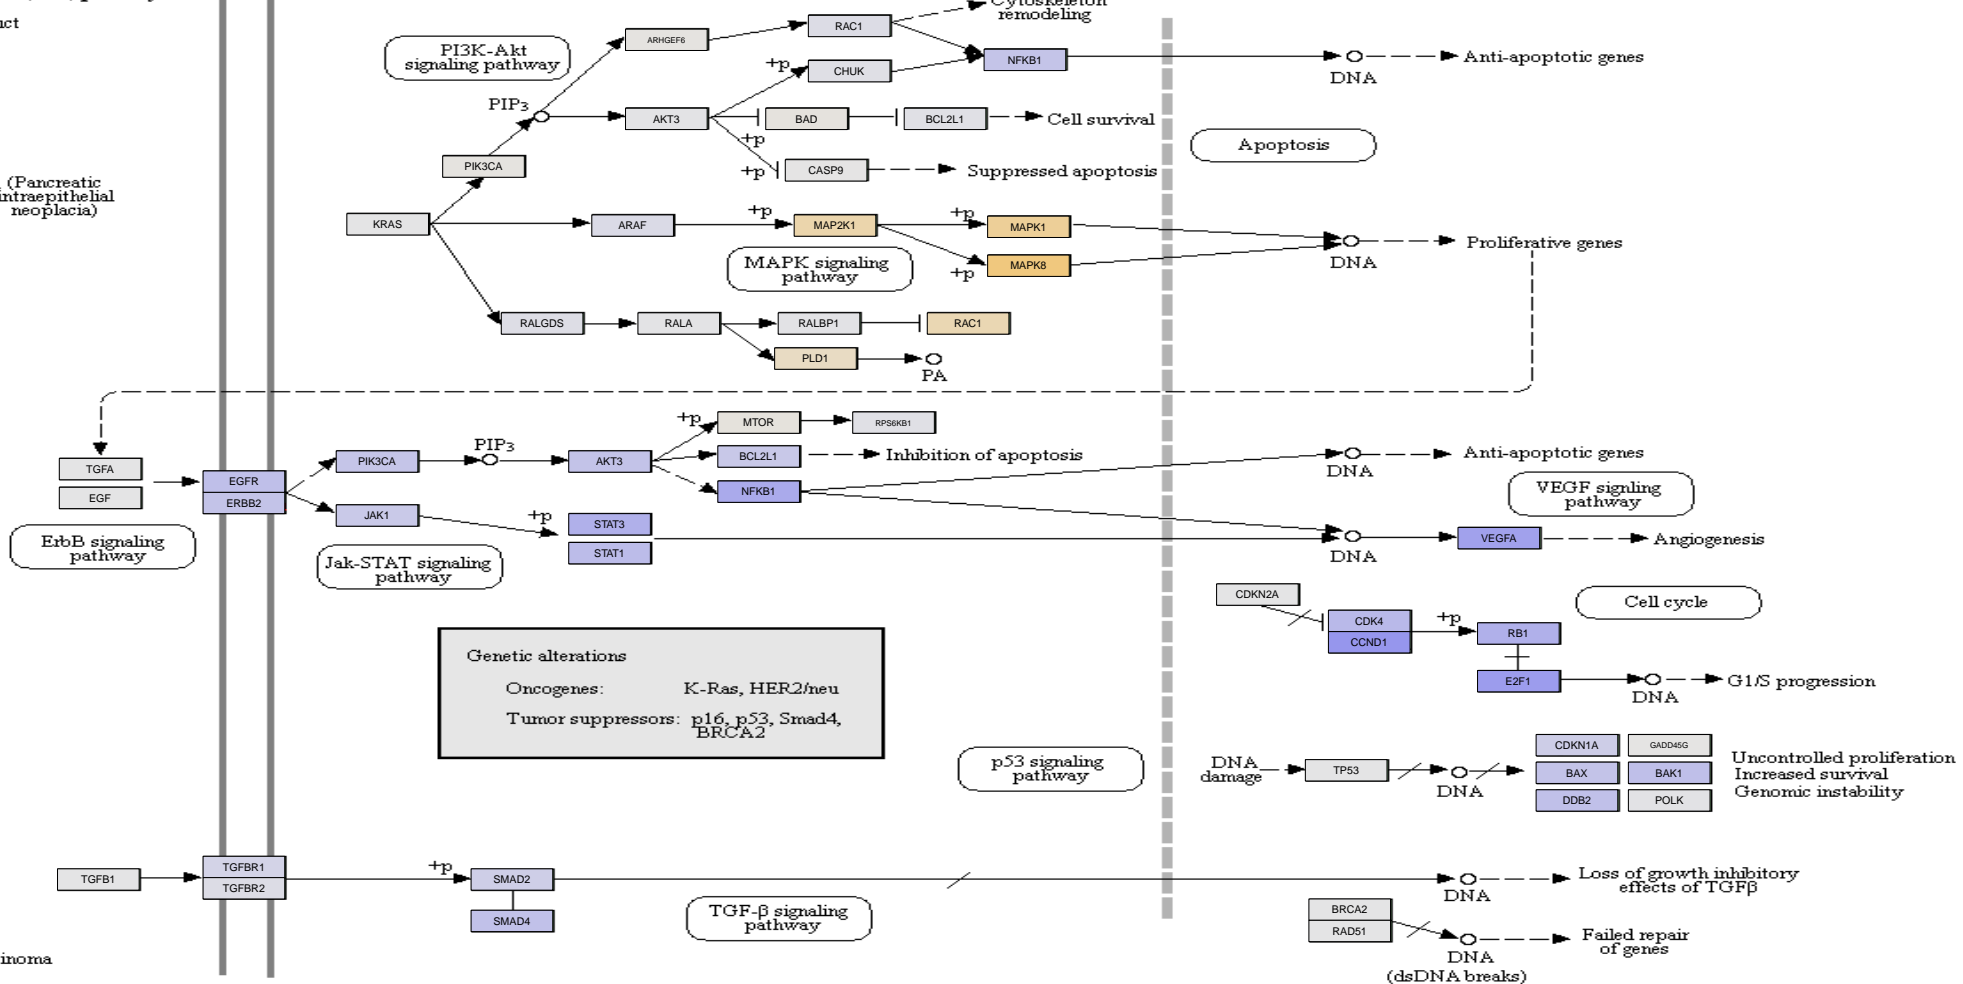 uct
Cytoskeleton
remodeling
RAC1
ARHGEF6
PI3K-Akt
signaling pathway
NFKB1
Anti-apoptotic genes
DNA
+p
CHUK
PIP3
AKT3
BAD
BCL2L1
Cell survival
+p
Apoptosis
PIK3CA
+p
CASP9
Suppressed apoptosis
(Pancreatic
intraepithelial
neoplacia)
KRAS
ARAF
+p
MAP2K1
+p
MAPK1
Proliferative genes
DNA
MAPK signaling
pathway
+p
MAPK8
RALGDS
RALA
RALBP1
RAC1
PLD1
PA
+p
MTOR
RPS6KB1
TGFA
EGF
EGFR
ERBB2
PIK3CA
PIP3
AKT3
BCL2L1
Inhibition of apoptosis
NFKB1
DNA
Anti-apoptotic genes
VEGF signling
pathway
JAK1
+p
STAT3
STAT1
DNA
VEGFA
Angiogenesis
ErbB signaling
pathway
Jak-STAT signaling
pathway
CDKN2A
Cell cycle
CDK4
CCND1
+p
RB1
E2F1
DNA
G1/S progression
Genetic alterations
Oncogenes: K-Ras, HER2/neu
Tumor suppressors: p16, p53, Smad4,
BRCA2
p53 signaling
pathway
DNA
damage
TP53
DNA
CDKN1A
GADD45G
BAX
BAK1
DDB2
POLK
Uncontrolled proliferation
Increased survival
Genomic instability
TGFB1
TGFBR1
TGFBR2
+p
SMAD2
SMAD4
TGF-β signaling
pathway
DNA
Loss of growth inhibitory
effects of TGFβ
BRCA2
RAD51
DNA
(dsDNA breaks)
Failed repair
of genes
inoma